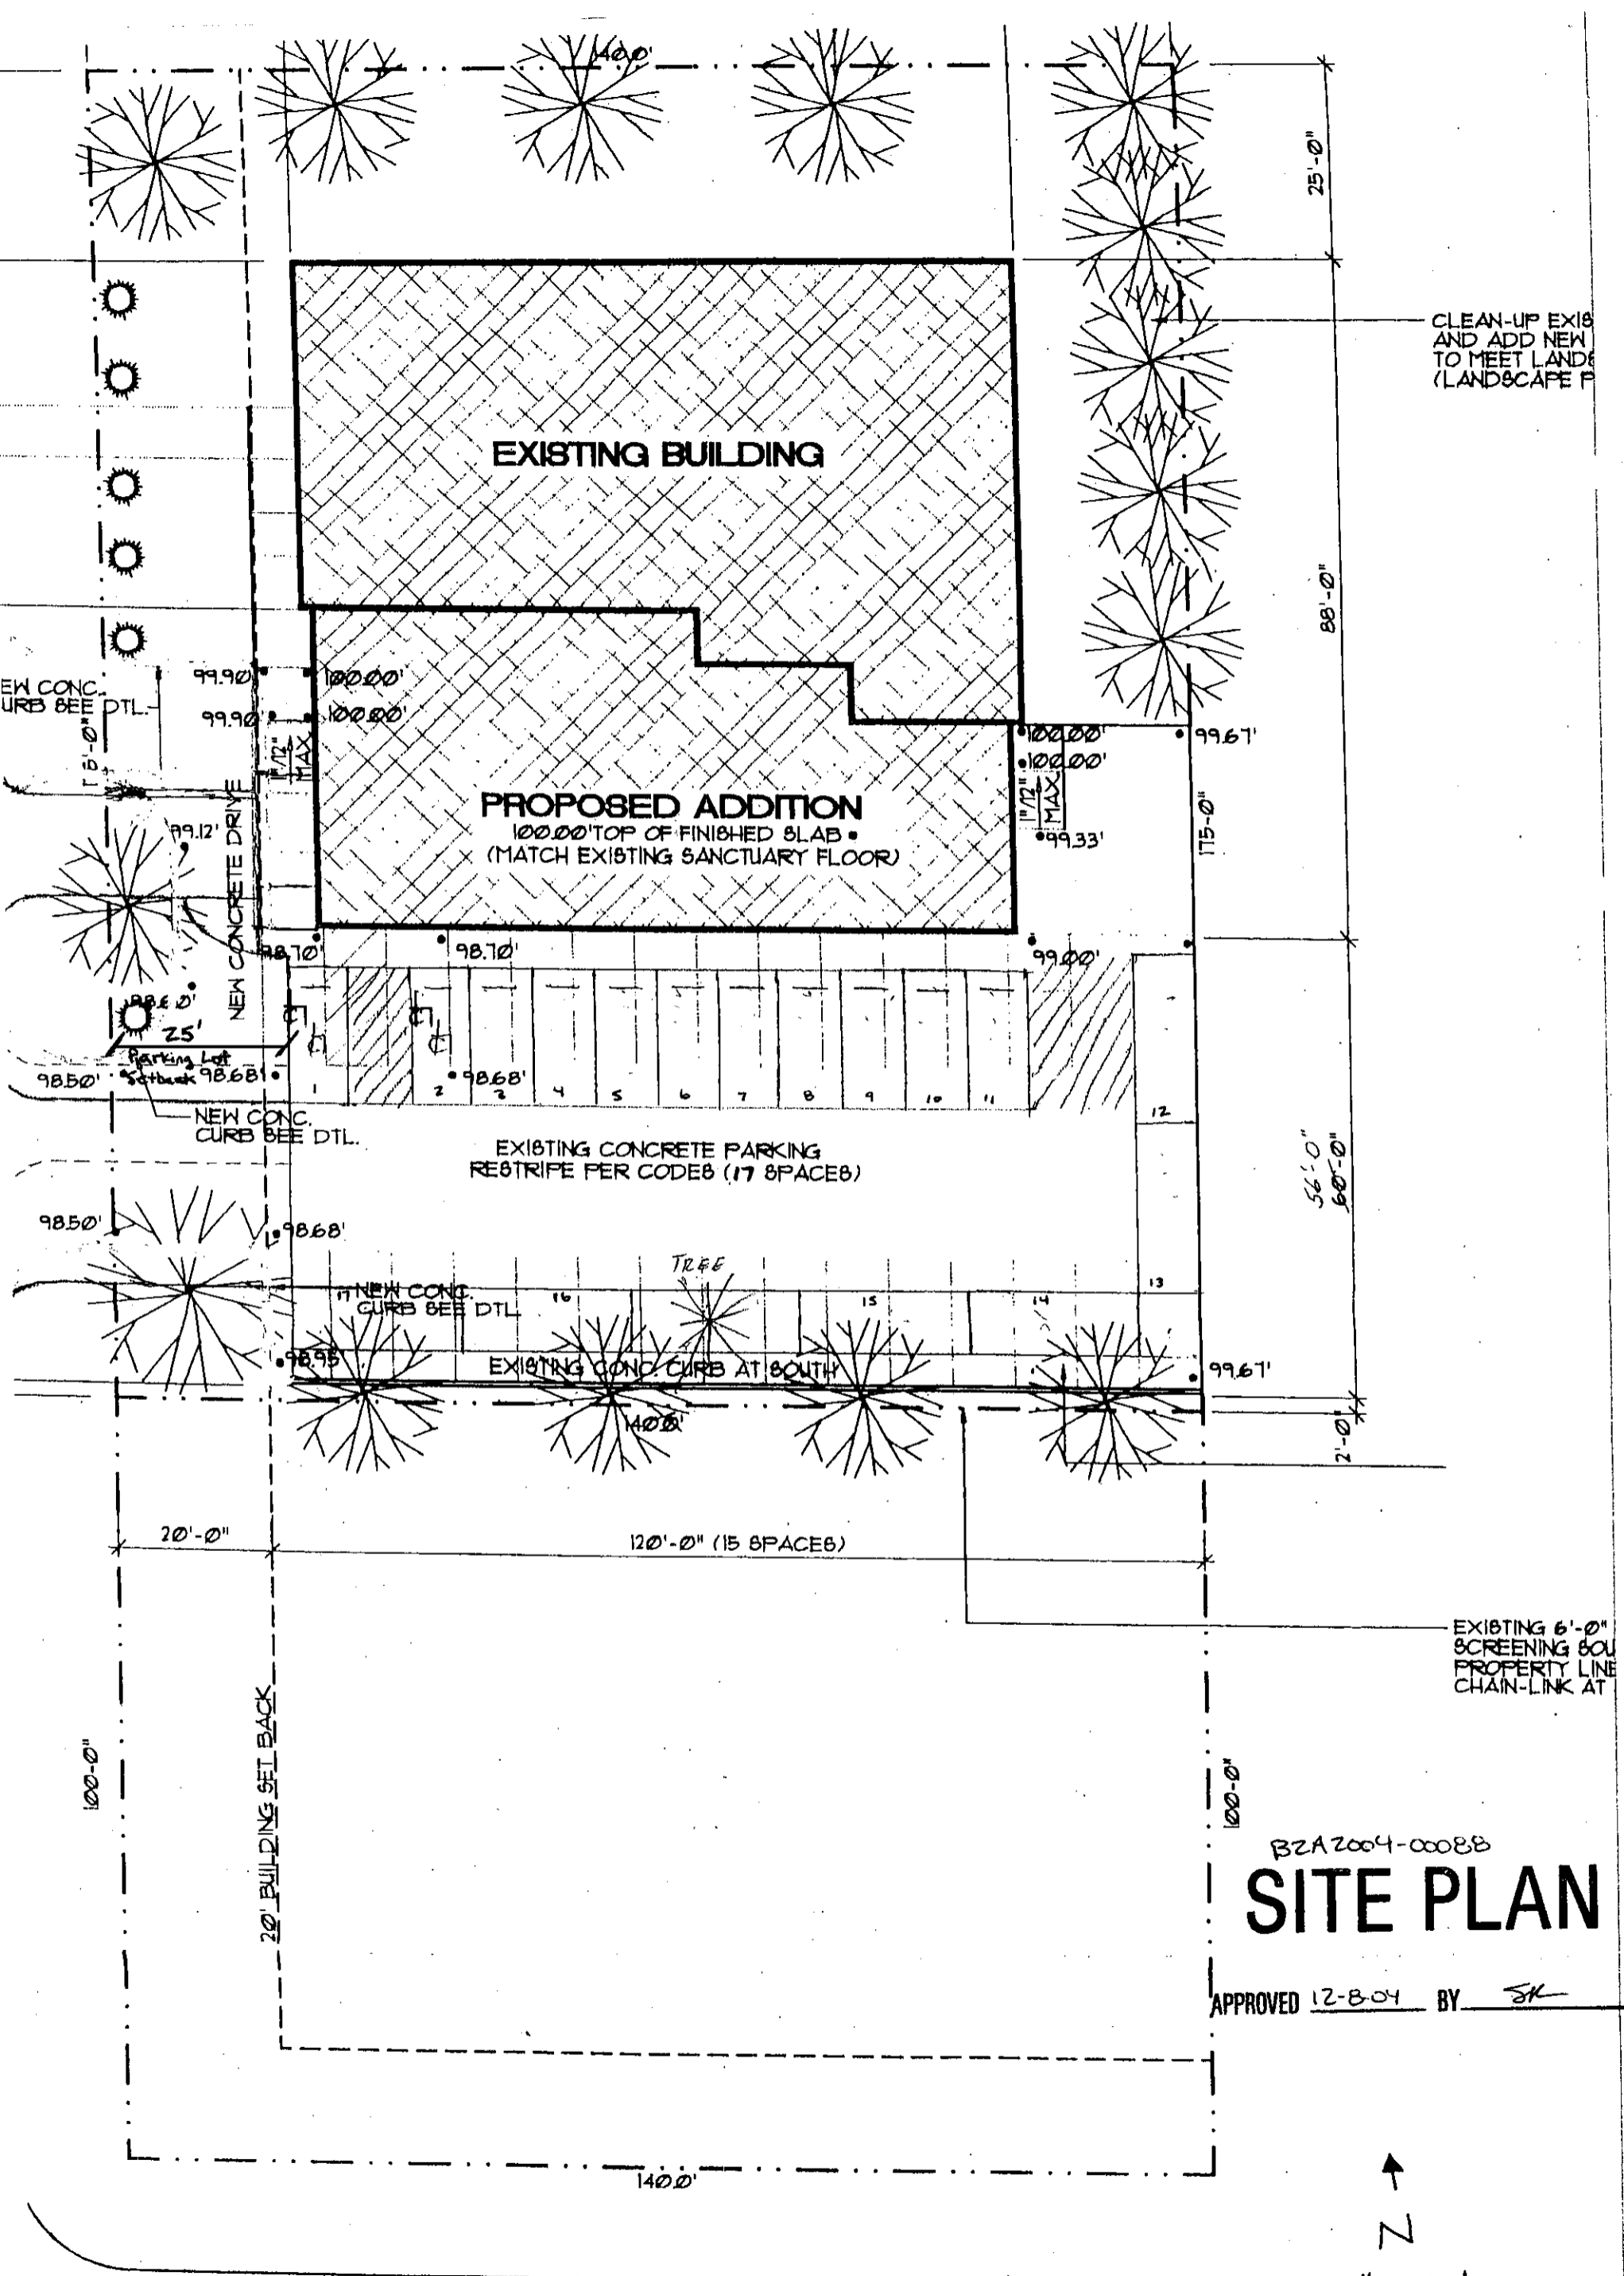 140.0'
25'-0"
CLEAN-UP EXIS
AND ADD NEW
TO MEET LANDS
(LANDSCAPE P
EXISTING BUILDING
88'-0"
EW CONC.
URB SEE DTL.
99.90'
100.00'
99.90'
100.00'
1"/12"
MAX.
100.00'
99.67'
100.00'
1"/12"
MAX.
99.33'
175'-0"
NEW CONCRETE DRIVE
99.12'
PROPOSED ADDITION
100.00' TOP OF FINISHED SLAB
(MATCH EXISTING SANCTUARY FLOOR)
175-0"
98.70'
98.70'
99.00'
98.60'
25'
Parking Lot
Setback
98.50'
98.68'
98.68'
1
2
3
4
5
6
7
8
9
10
11
12
NEW CONC.
CURB SEE DTL.
EXISTING CONCRETE PARKING
RESTRIPE PER CODES (17 SPACES)
56'-0"
60'-0"
98.50'
98.68'
TREE
13
17
NEW CONC.
CURB SEE DTL.
16
15
14
98.95'
EXISTING CONC. CURB AT SOUTH
99.67'
140.0'
2'-0"
20'-0"
120'-0" (15 SPACES)
EXISTING 6'-0"
SCREENING SOU
PROPERTY LINE
CHAIN-LINK AT
20' BUILDING SET BACK
100-0"
100-0"
BZA2004-00088
SITE PLAN
APPROVED 12-8-04 BY SK
140.0'
N